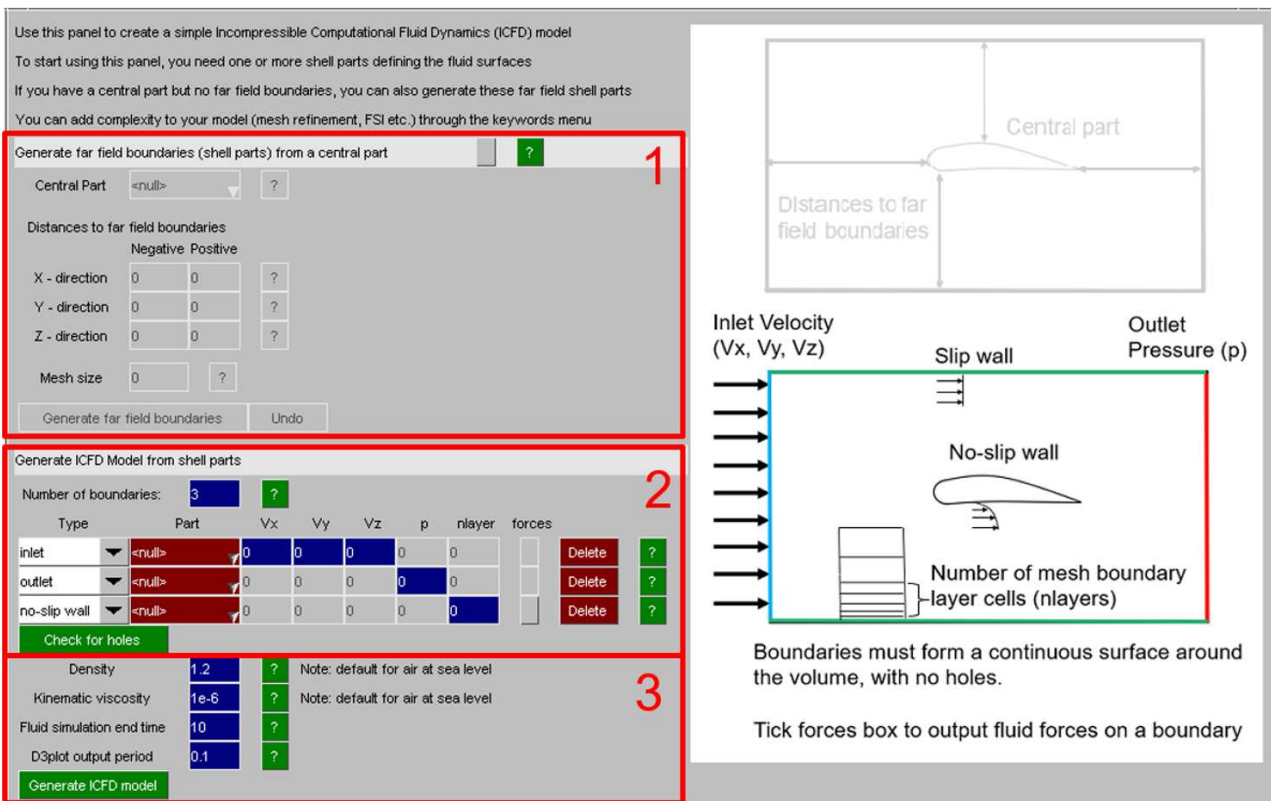 Use this panel to create a simple Incompressible Computational Fluid Dynamics (ICFD) model
To start using this panel, you need one or more shell parts defining the fluid surfaces
If you have a central part but no far field boundaries, you can also generate these far field shell parts
You can add complexity to your model (mesh refinement, FSI etc.) through the keywords menu
Generate far field boundaries (shell parts) from a central part ? 1
Central Part <null> ?
Distances to far field boundaries
Negative Positive
X - direction 0 0 ?
Y - direction 0 0 ?
Z - direction 0 0 ?
Mesh size 0 ?
Generate far field boundaries Undo
Generate ICFD Model from shell parts
2
Number of boundaries: 3 ?
Type Part Vx Vy Vz p nlayer forces
inlet <null> 0 0 0 0 0 Delete ?
outlet <null> 0 0 0 0 0 Delete ?
no-slip wall <null> 0 0 0 0 0 Delete ?
Check for holes
Density 1.2 ? Note: default for air at sea level
3
Kinematic viscosity 1e-6 ? Note: default for air at sea level
Fluid simulation end time 10 ?
D3plot output period 0.1 ?
Generate ICFD model
Central part
Distances to far
field boundaries
Inlet Velocity
(Vx, Vy, Vz)
Slip wall
Outlet
Pressure (p)
No-slip wall
Number of mesh boundary
layer cells (nlayers)
Boundaries must form a continuous surface around
the volume, with no holes.
Tick forces box to output fluid forces on a boundary